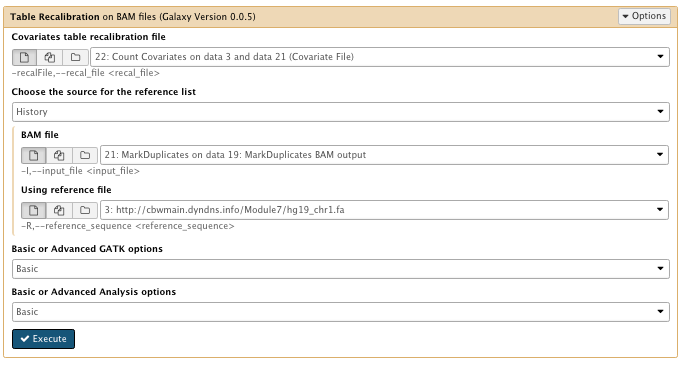 Table Recalibration on BAM files (Galaxy Version 0.0.5)
Options
Covariates table recalibration file
22: Count Covariates on data 3 and data 21 (Covariate File)
-recalFile,--recal_file <recal_file>
Choose the source for the reference list
History
BAM file
21: MarkDuplicates on data 19: MarkDuplicates BAM output
-I,--input_file <input_file>
Using reference file
3: http://cbwmain.dyndns.info/Module7/hg19_chr1.fa
-R,--reference_sequence <reference_sequence>
Basic or Advanced GATK options
Basic
Basic or Advanced Analysis options
Basic
Execute